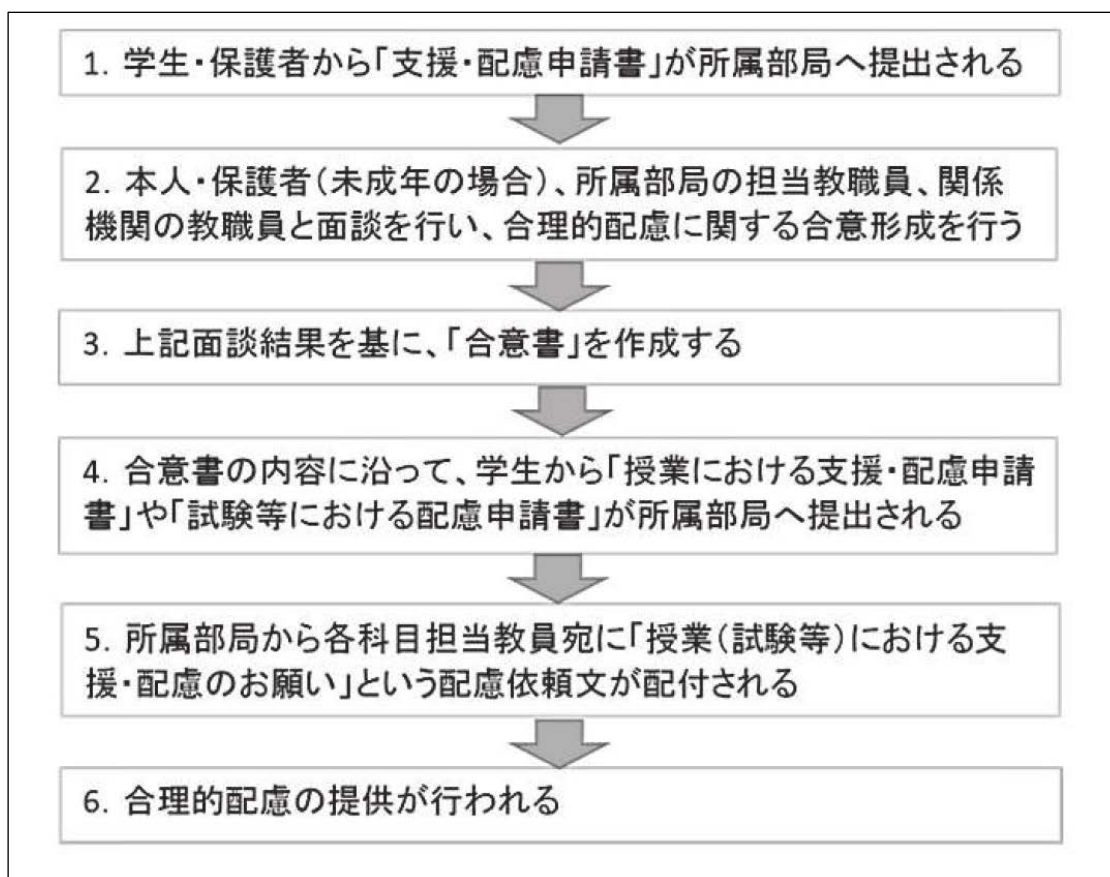 1. 学生・保護者から「支援・配慮申請書」が所属部局へ提出される
2. 本人・保護者(未成年の場合)、所属部局の担当教職員、関係
機関の教職員と面談を行い、合理的配慮に関する合意形成を行う
3. 上記面談結果を基に、「合意書」を作成する
4. 合意書の内容に沿って、学生から「授業における支援・配慮申請
書」や「試験等における配慮申請書」が所属部局へ提出される
5. 所属部局から各科目担当教員宛に「授業(試験等)における支
援・配慮のお願い」という配慮依頼文が配付される
6. 合理的配慮の提供が行われる